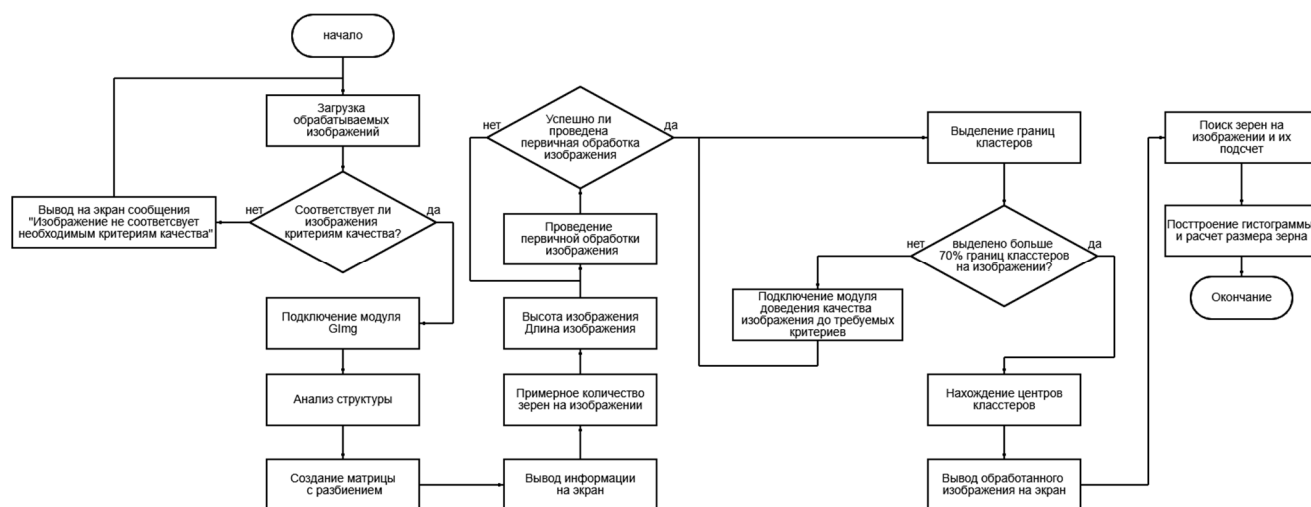 начало
Загрузка
обрабатываемых
изображений
Соответствует ли
изображения
критериям качества?
нет
да
Вывод на экран сообщения
"Изображение не соответсвует
необходимым критериям качества"
Подключение модуля
GImg
Анализ структуры
Создание матрицы
с разбиением
Вывод информации
на экран
Примерное количество
зерен на изображении
Высота изображения
Длина изображения
Проведение
первичной обработки
изображения
Успешно ли
проведена
первичная обработка
изображения
нет
да
Выделение границ
кластеров
выделено больше
70% границ класстеров
на изображении?
нет
да
Подключение модуля
доведения качества
изображения до требуемых
критериев
Нахождение центров
класстеров
Вывод обработанного
изображения на экран
Поиск зерен на
изображении и их
подсчет
Посттроение гистограммы
и расчет размера зерна
Окончание